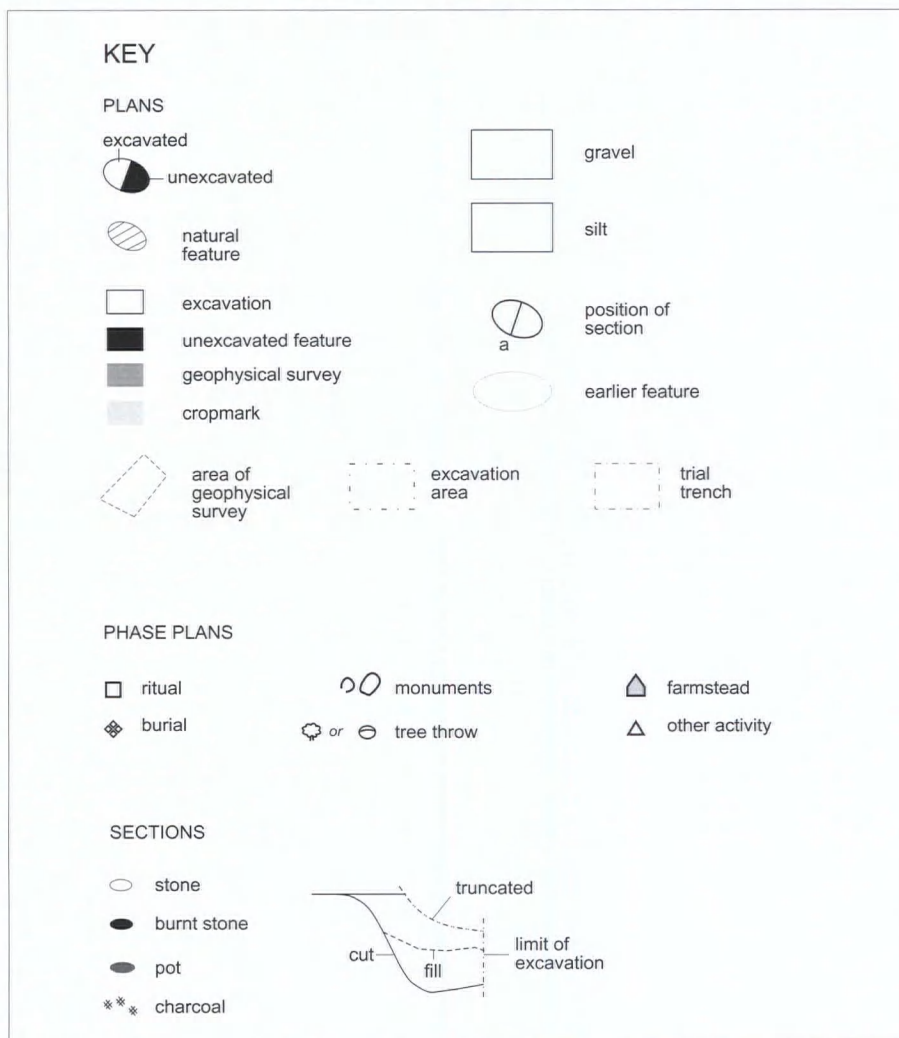 KEY
PLANS
excavated
unexcavated
natural
feature
excavation
unexcavated feature
geophysical survey
cropmark
gravel
silt
a
position of
section
earlier feature
area of
geophysical
survey
excavation
area
trial
trench
PHASE PLANS
ritual
burial
monuments
or
tree throw
farmstead
other activity
SECTIONS
stone
burnt stone
pot
charcoal
truncated
cut
fill
limit of
excavation